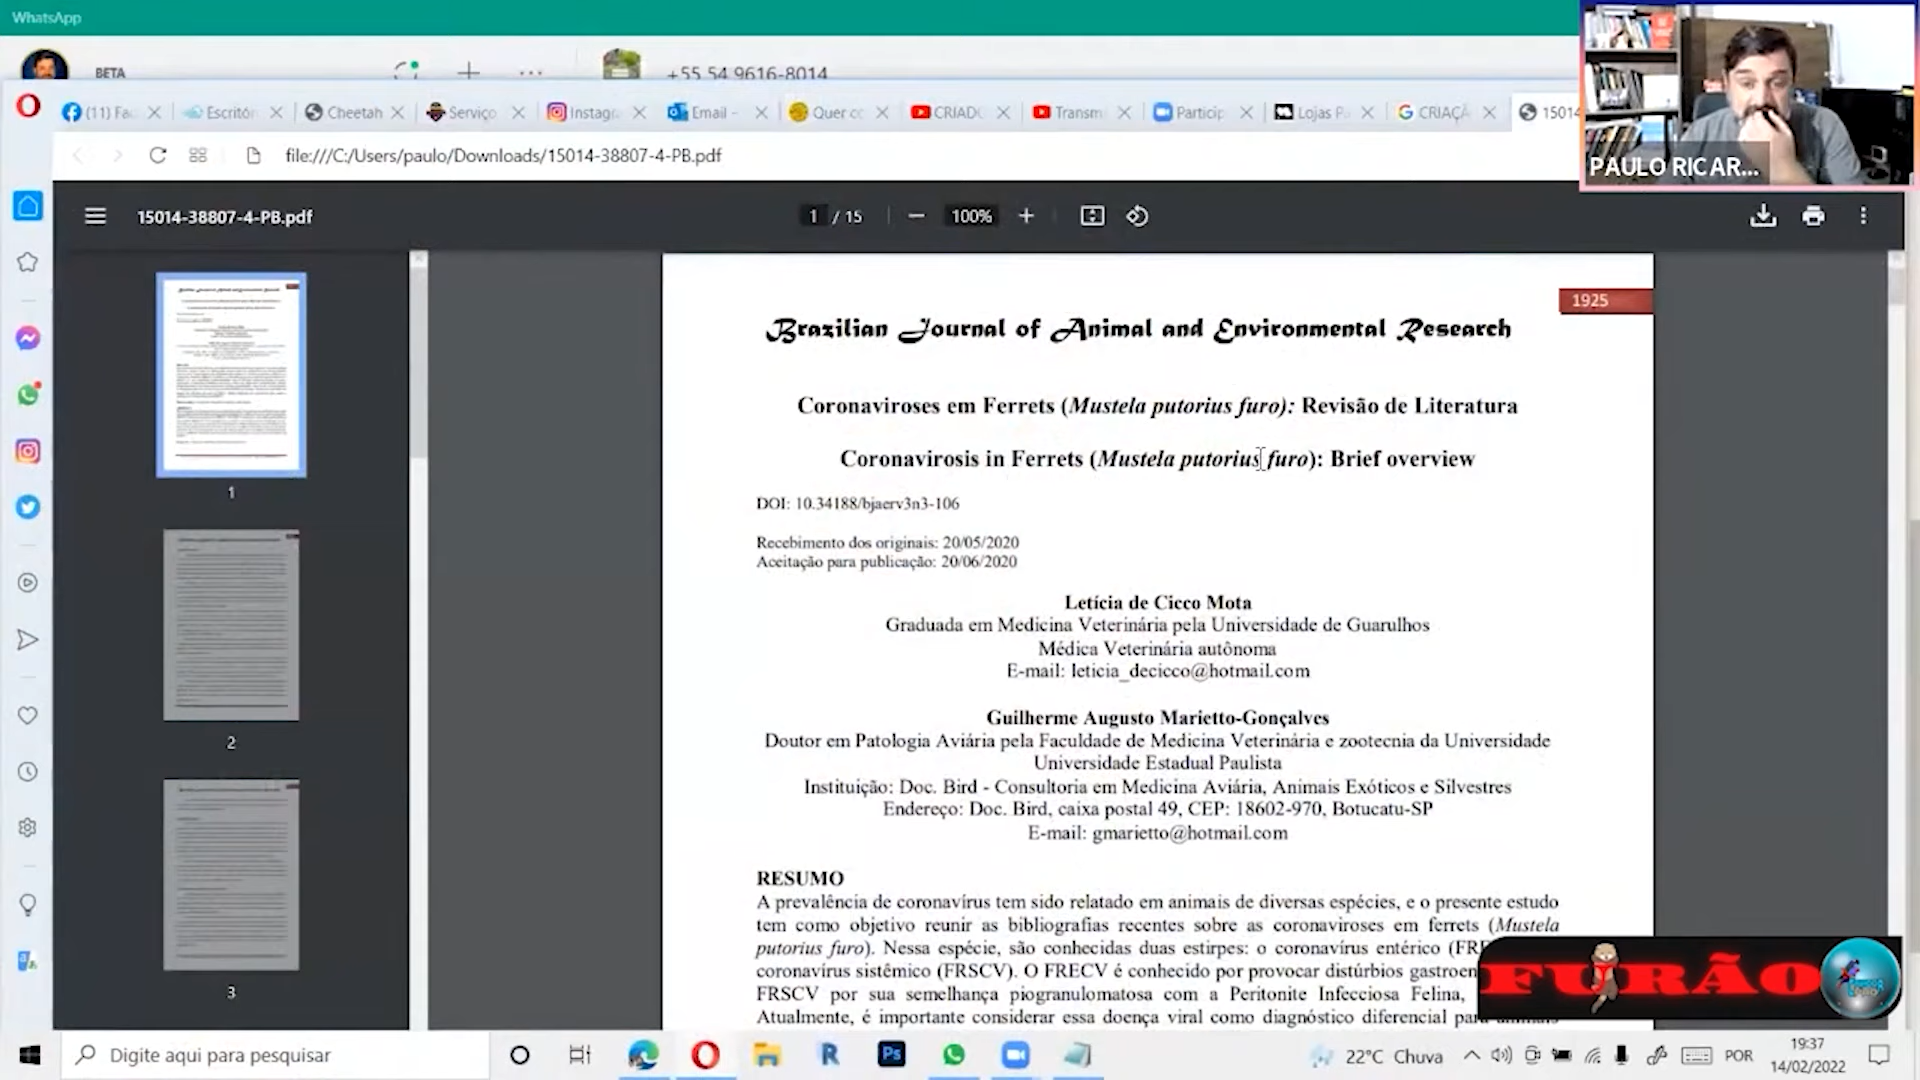 WhatsApp
BETA
+55 54 9616-8014
(11) Fac
Escritór
Cheetah
Serviço
Instagr
Email -
Quer co
CRIADO
Transm
Particip
Lojas P
CRIAÇÃ
15014
file:///C:/Users/paulo/Downloads/15014-38807-4-PB.pdf
PAULO RICAR...
15014-38807-4-PB.pdf
1 / 15
100%
1925
Brazilian Journal of Animal and Environmental Research
Coronaviroses em Ferrets (Mustela putorius furo): Revisão de Literatura
Coronavirosis in Ferrets (Mustela putorius furo): Brief overview
DOI: 10.34188/bjaerv3n3-106
Recebimento dos originais: 20/05/2020
Aceitação para publicação: 20/06/2020
Letícia de Cicco Mota
Graduada em Medicina Veterinária pela Universidade de Guarulhos
Médica Veterinária autônoma
E-mail: leticia_decicco@hotmail.com
Guilherme Augusto Marietto-Gonçalves
Doutor em Patologia Aviária pela Faculdade de Medicina Veterinária e zootecnia da Universidade
Universidade Estadual Paulista
Instituição: Doc. Bird - Consultoria em Medicina Aviária, Animais Exóticos e Silvestres
Endereço: Doc. Bird, caixa postal 49, CEP: 18602-970, Botucatu-SP
E-mail: gmarietto@hotmail.com
RESUMO
A prevalência de coronavírus tem sido relatado em animais de diversas espécies, e o presente estudo
tem como objetivo reunir as bibliografias recentes sobre as coronaviroses em ferrets (Mustela
putorius furo). Nessa espécie, são conhecidas duas estirpes: o coronavírus entérico (FRE
coronavírus sistêmico (FRSCV). O FRECV é conhecido por provocar distúrbios gastroen
FRSCV por sua semelhança piogranulomatosa com a Peritonite Infecciosa Felina,
Atualmente, é importante considerar essa doença viral como diagnóstico diferencial para animais
1
2
3
FURÃO
Digite aqui para pesquisar
22°C Chuva
POR
19:37
14/02/2022